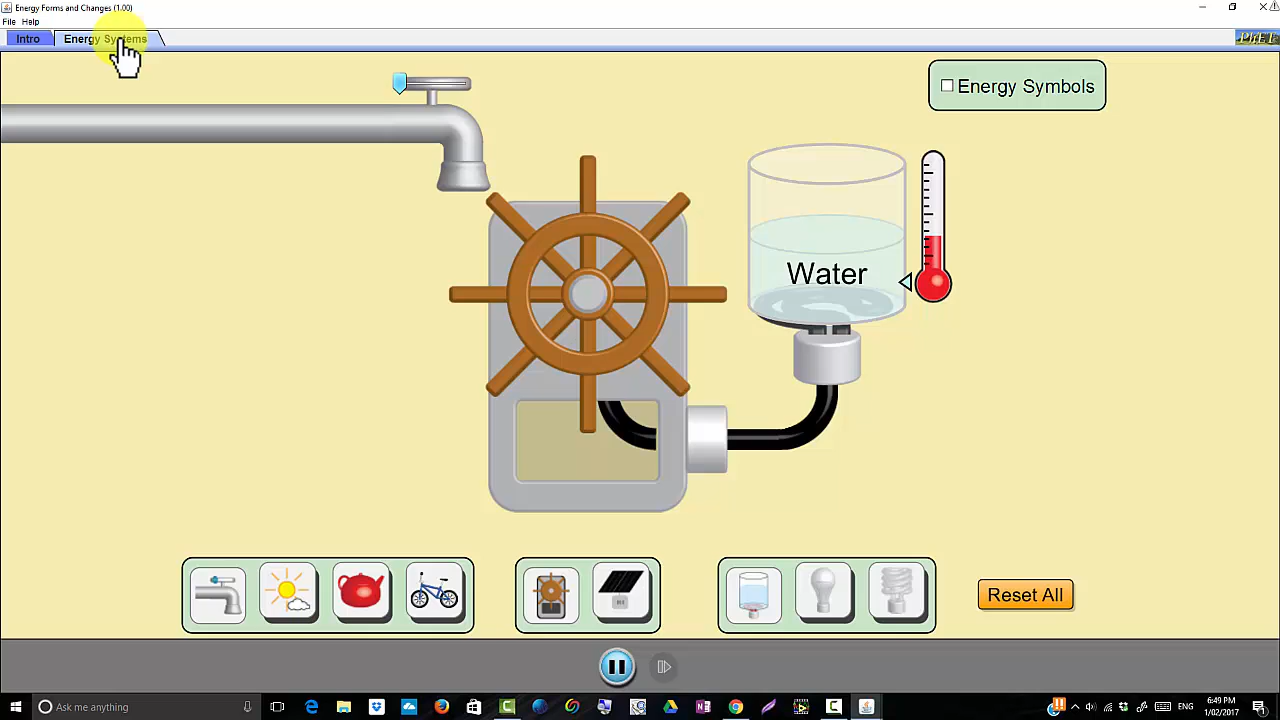 Energy Forms and Changes (1.00)
File Help
Intro
Energy Systems
PhET
Energy Symbols
Water
Reset All
Ask me anything
ENG
6:49 PM
1/02/2017